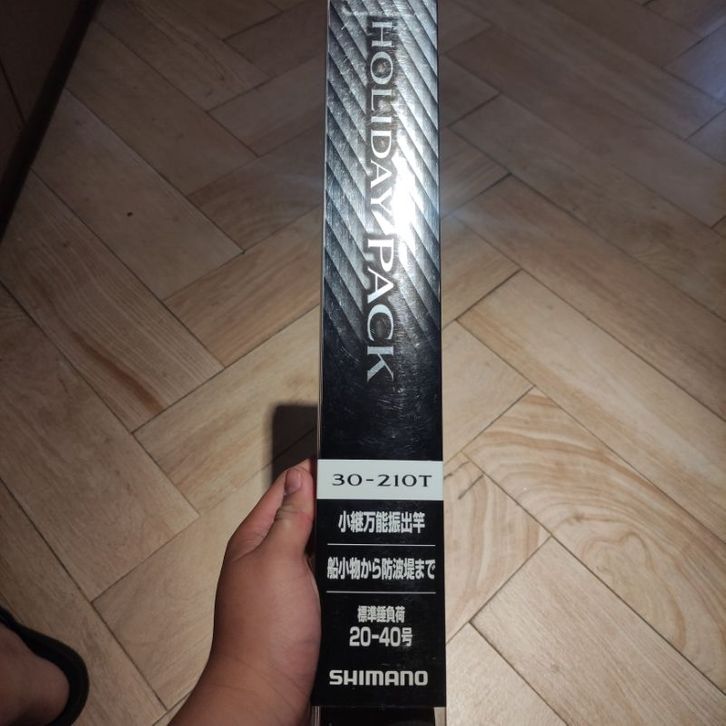 HOLIDAY PACK
30-210T
小継万能振出竿
船小物から防波堤まで
標準錘負荷
20-40号
SHIMANO